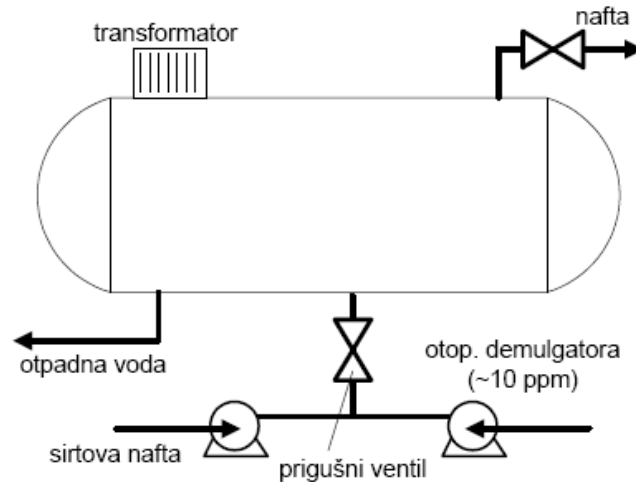 nafta
transformator
otpadna voda
otop. demulgatora
(~10 ppm)
sirtova nafta
prigušni ventil